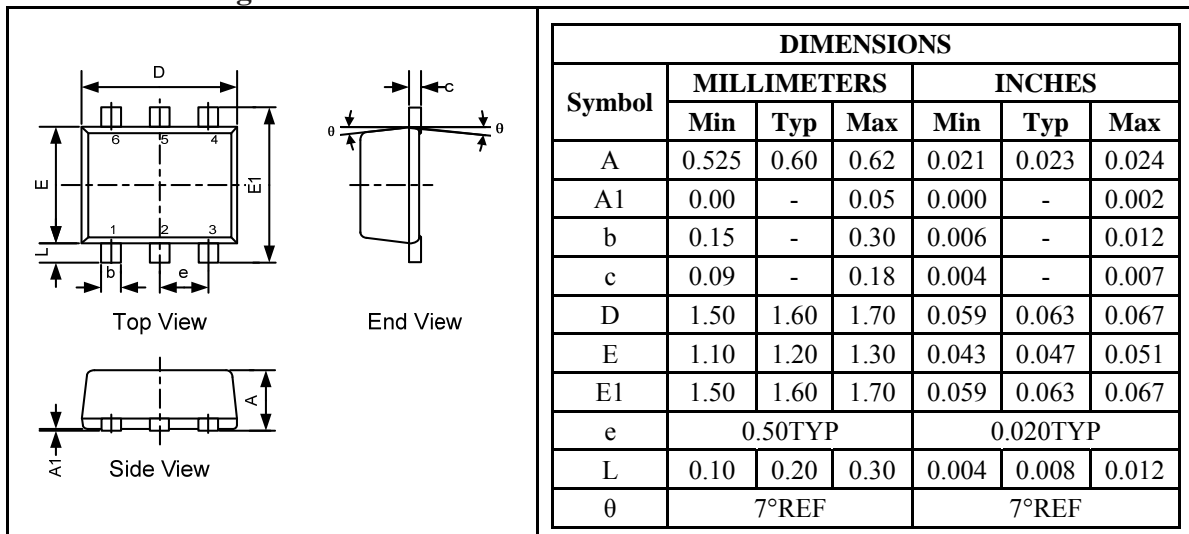 D
c
θ
θ
6 5 4
E
E1
1 2 3
L
b
e
Top View
End View
A
A1
Side View
DIMENSIONS
Symbol MILLIMETERS INCHES
Min Typ Max Min Typ Max
A 0.525 0.60 0.62 0.021 0.023 0.024
A1 0.00 - 0.05 0.000 - 0.002
b 0.15 - 0.30 0.006 - 0.012
c 0.09 - 0.18 0.004 - 0.007
D 1.50 1.60 1.70 0.059 0.063 0.067
E 1.10 1.20 1.30 0.043 0.047 0.051
E1 1.50 1.60 1.70 0.059 0.063 0.067
e 0.50TYP 0.020TYP
L 0.10 0.20 0.30 0.004 0.008 0.012
θ 7°REF 7°REF